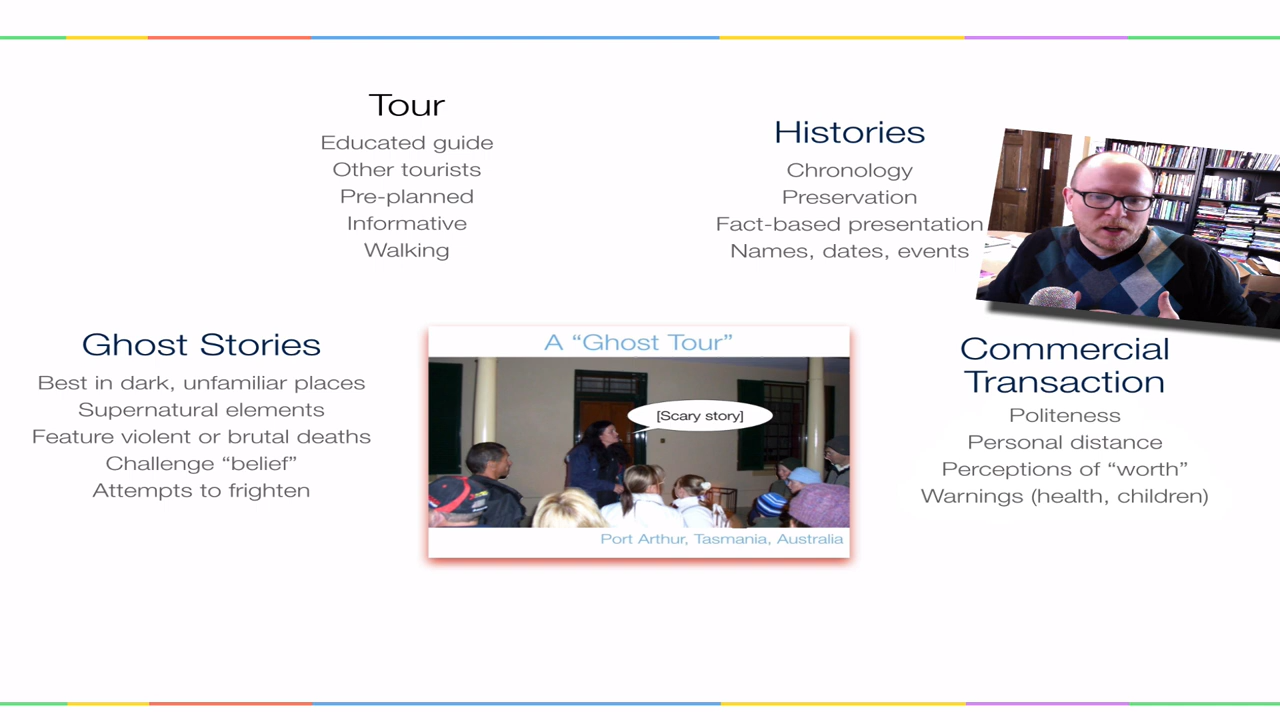 Tour
Educated guide
Other tourists
Pre-planned
Informative
Walking
Histories
Chronology
Preservation
Fact-based presentation
Names, dates, events
Ghost Stories
Best in dark, unfamiliar places
Supernatural elements
Feature violent or brutal deaths
Challenge “belief”
Attempts to frighten
A “Ghost Tour”
[Scary story]
Port Arthur, Tasmania, Australia
Commercial
Transaction
Politeness
Personal distance
Perceptions of “worth”
Warnings (health, children)